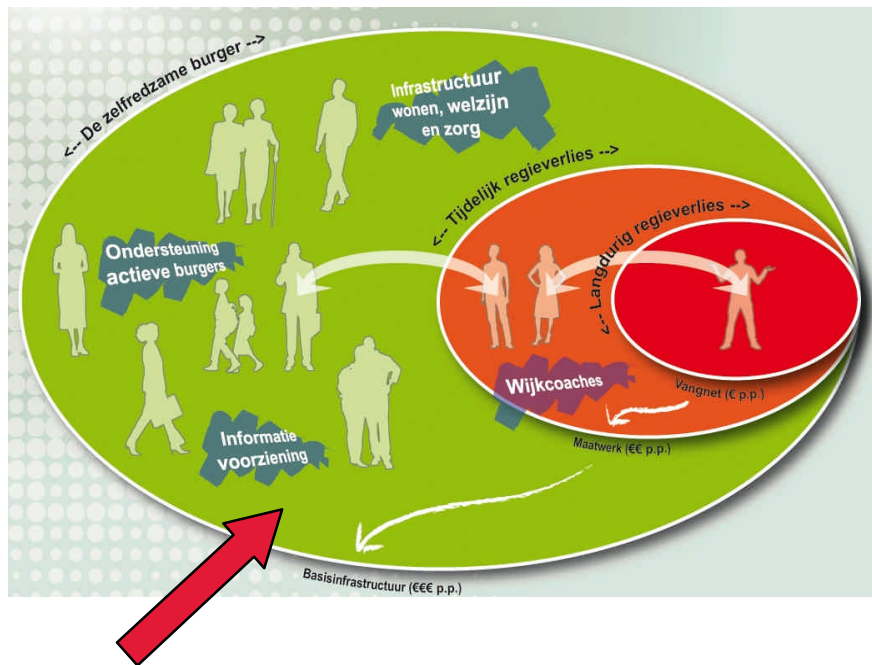 <-- De zelfredzame burger -->
Infrastructuur
wonen, welzijn
en zorg
<-- Tijdelijk regieverlies -->
<-- Langdurig regieverlies -->
Ondersteuning
actieve burgers
Wijkcoaches
Vangnet (€ p.p.)
Maatwerk (€€ p.p.)
Informatie
voorziening
Basisinfrastructuur (€€€ p.p.)